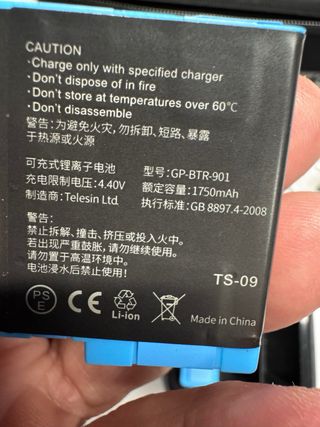 CAUTION
·Charge only with specified charger
·Don't dispose of in fire
·Don't store at temperatures over 60℃
·Don't disassemble
警告:为避免火灾,勿拆卸、短路、暴露
于热源或火源
可充式锂离子电池 型号:GP-BTR-901
充电限制电压:4.40V 额定容量:1750mAh
制造商:Telesin Ltd. 执行标准:GB 8897.4-2008
警告:
禁止拆解、撞击、挤压或投入火中。
若出现严重鼓胀,请勿继续使用。
请勿置于高温环境中。
电池浸水后禁止使用!
TS-09
PS
E
CE
Li-ion
Made in China